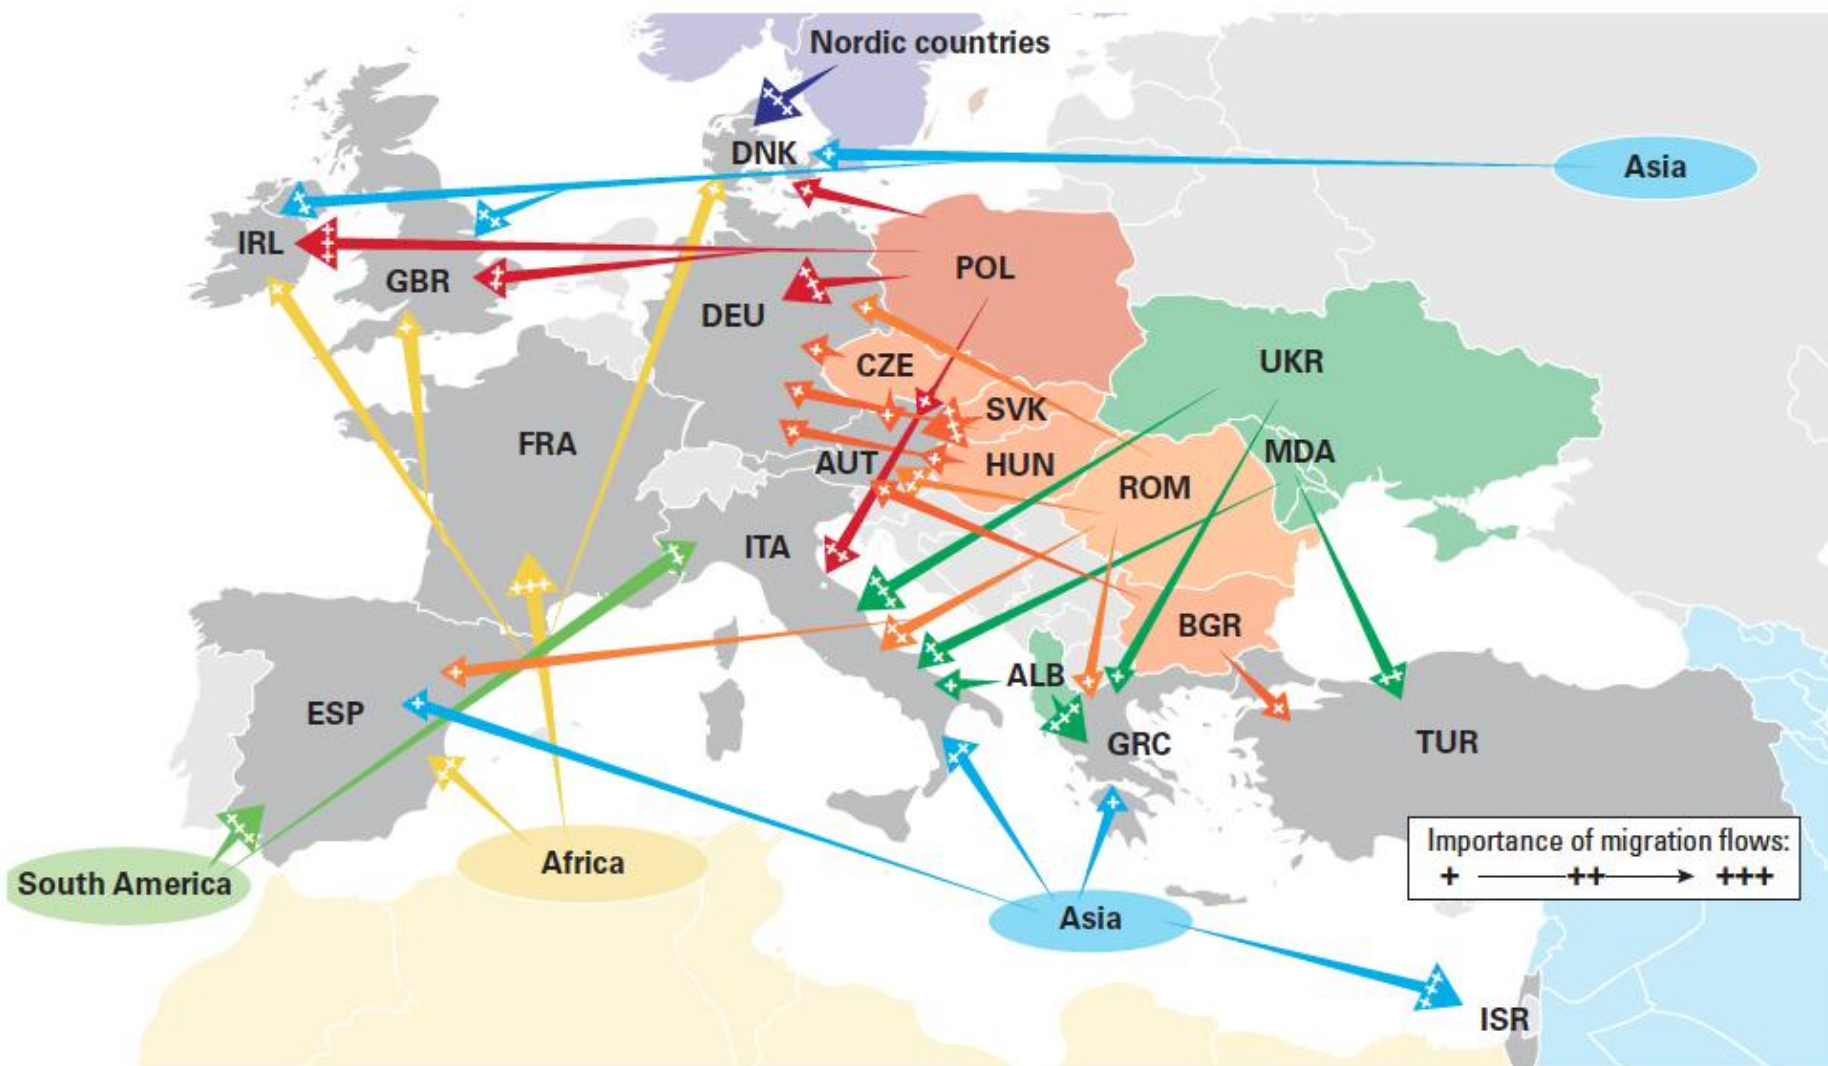 Nordic countries
DNK
Asia
IRL
GBR
POL
DEU
UKR
CZE
SVK
FRA
AUT
HUN
MDA
ROM
ITA
BGR
ALB
ESP
GRC
TUR
Importance of migration flows:
+ ++ +++
Africa
South America
Asia
ISR